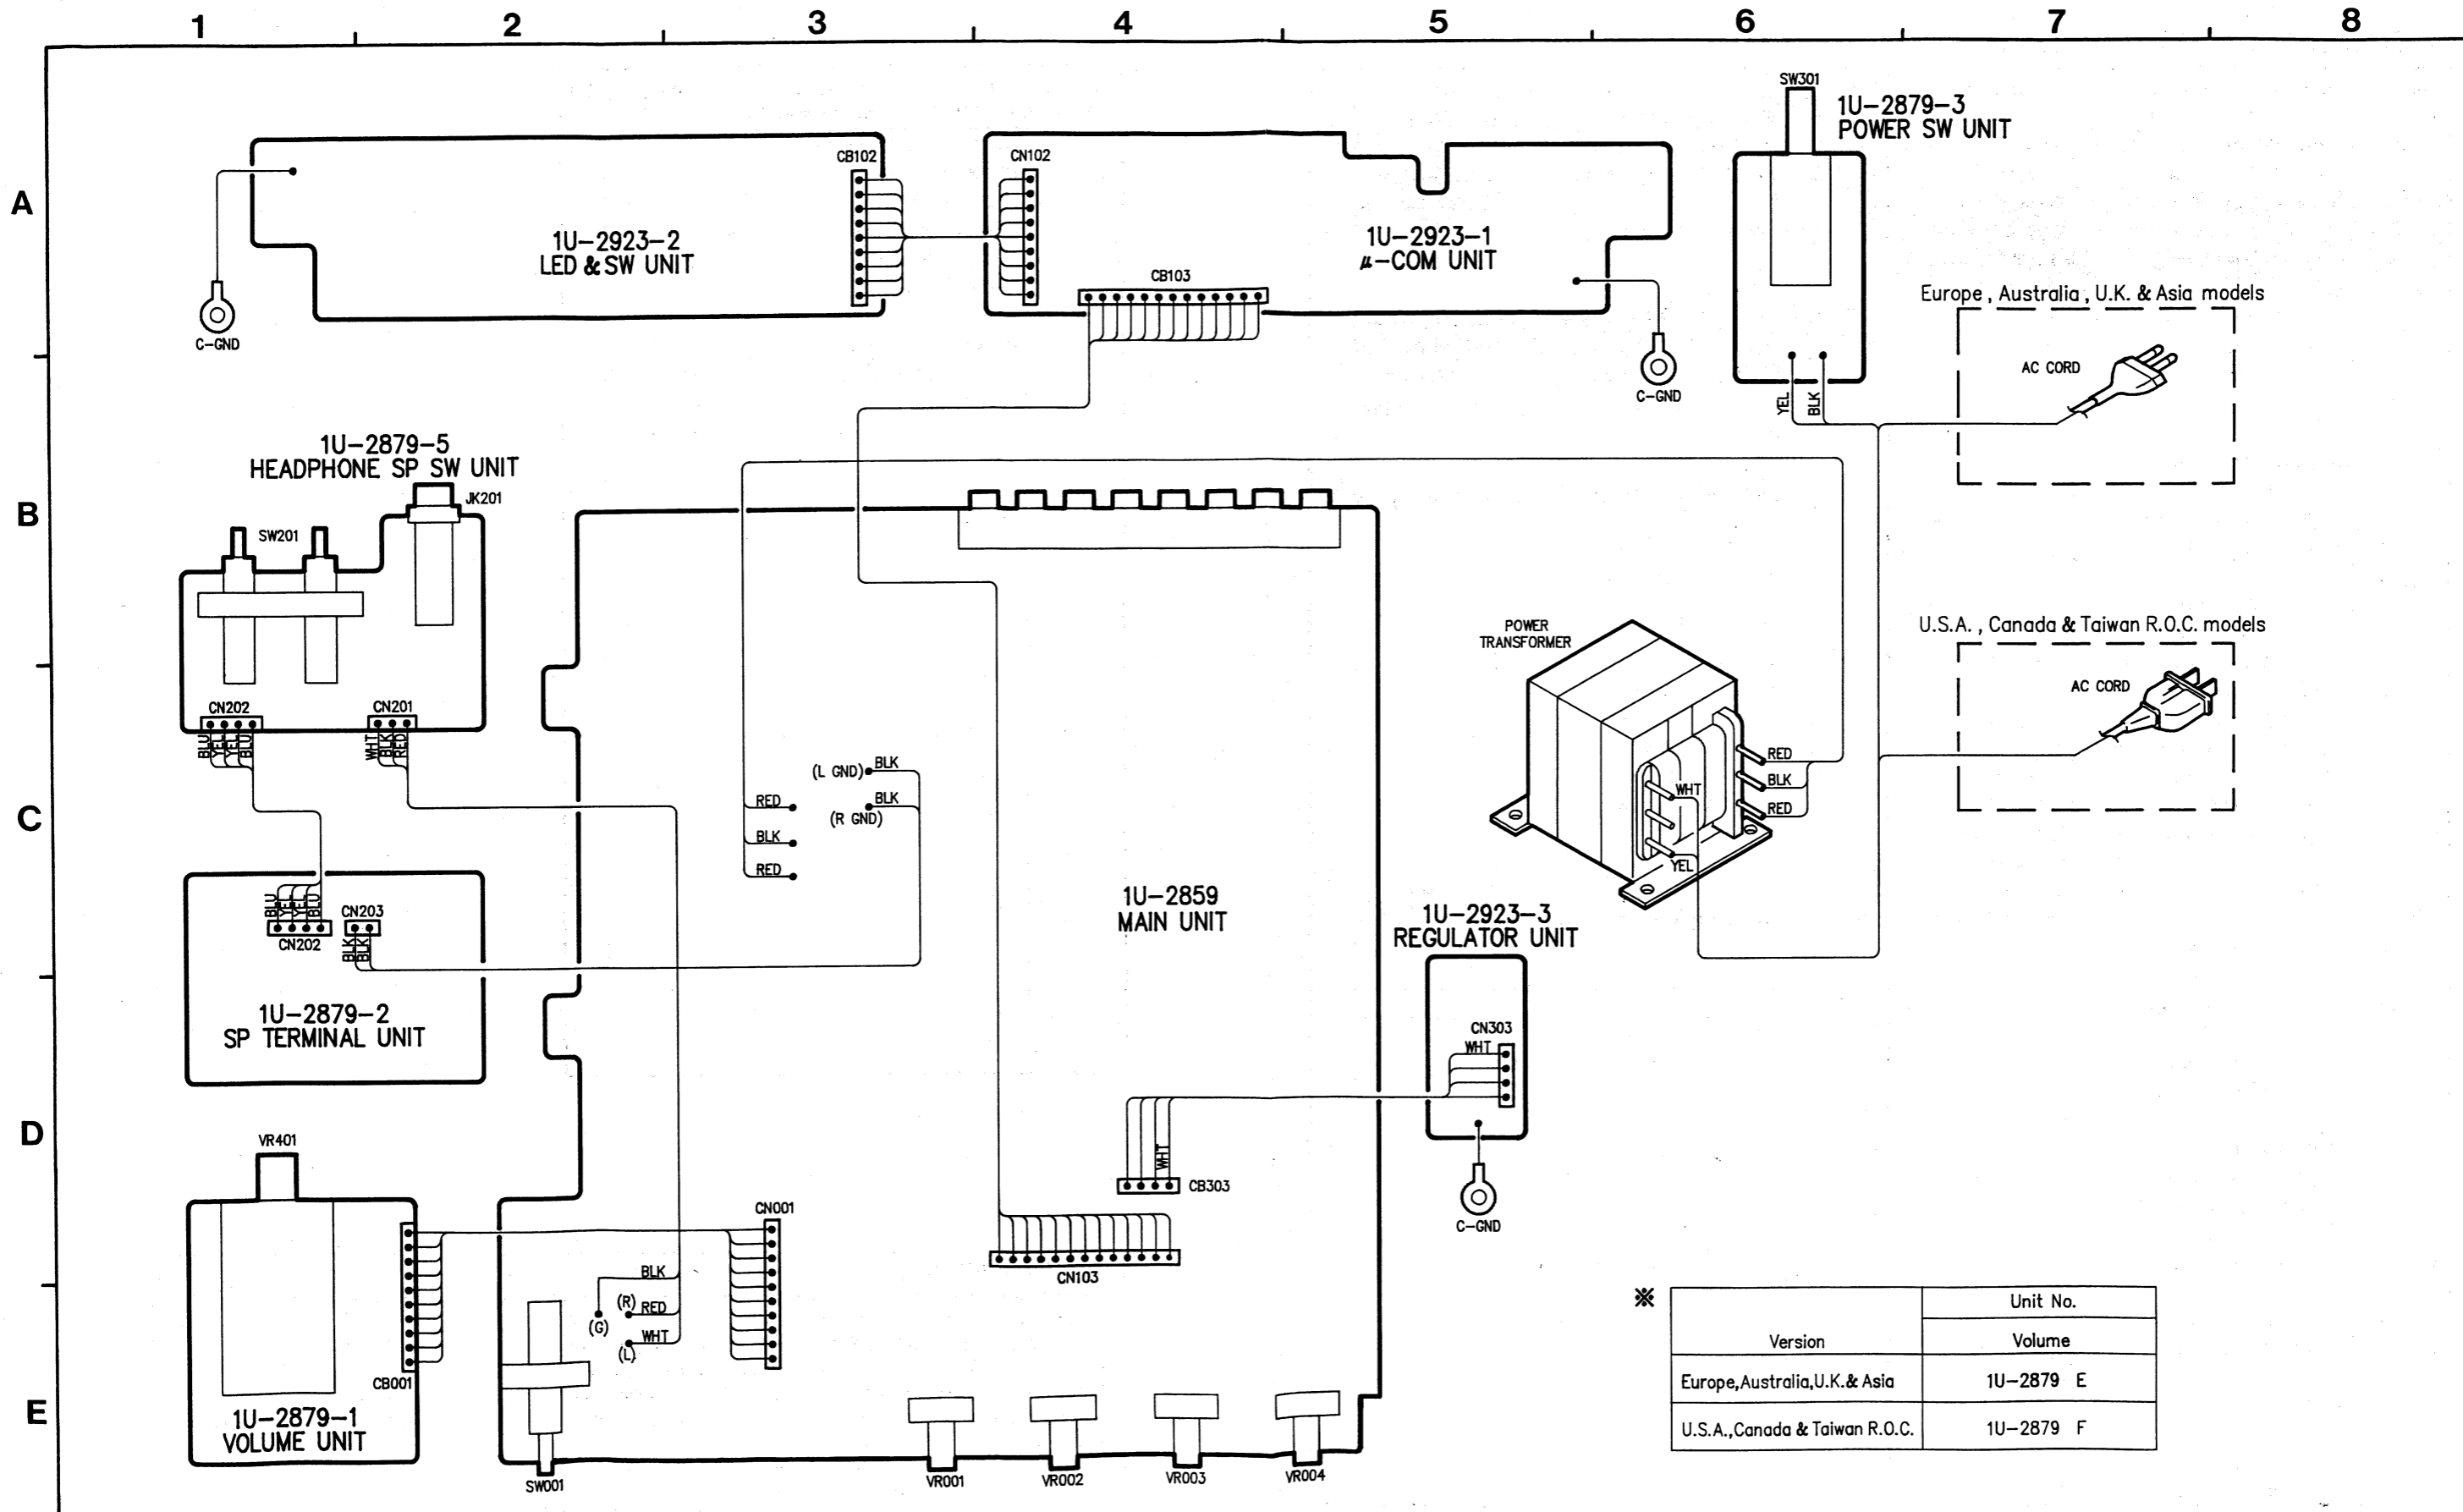 1 2 3 4 5 6 7 8
A
B
C
D
E
SW301
1U-2879-3
POWER SW UNIT
CB102
CN102
1U-2923-2
LED & SW UNIT
1U-2923-1
μ-COM UNIT
CB103
C-GND
C-GND
YEL
BLK
Europe, Australia, U.K. & Asia models
AC CORD
1U-2879-5
HEADPHONE SP SW UNIT
JK201
SW201
CN202
CN201
BLU
YEL
YEL
BLU
WHT
BLK
RED
POWER
TRANSFORMER
RED
BLK
RED
WHT
YEL
U.S.A., Canada & Taiwan R.O.C. models
AC CORD
(L GND) BLK
BLK
(R GND)
RED
BLK
RED
BLU
YEL
YEL
BLU
CN202
CN203
BLK
BLK
1U-2879-2
SP TERMINAL UNIT
1U-2859
MAIN UNIT
1U-2923-3
REGULATOR UNIT
CN303
WHT
C-GND
WHT
CB303
CN103
VR401
CN001
CB001
1U-2879-1
VOLUME UNIT
BLK
(R) RED
(G)
WHT
(L)
SW001
VR001
VR002
VR003
VR004
※
Unit No.
Version Volume
Europe,Australia,U.K.& Asia 1U-2879 E
U.S.A.,Canada & Taiwan R.O.C. 1U-2879 F